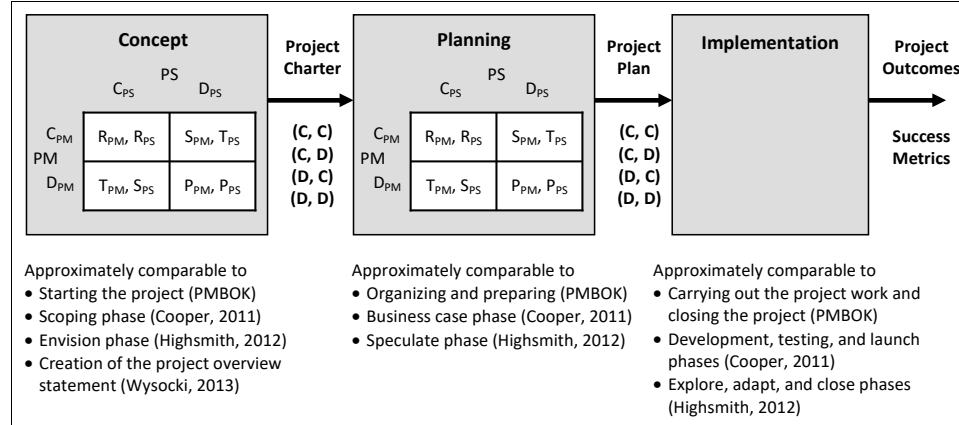 Concept
PS
C_PS D_PS
C_PM R_PM, R_PS S_PM, T_PS
PM
D_PM T_PM, S_PS P_PM, P_PS
Project
Charter
(C, C)
(C, D)
(D, C)
(D, D)
Planning
PS
C_PS D_PS
C_PM R_PM, R_PS S_PM, T_PS
PM
D_PM T_PM, S_PS P_PM, P_PS
Project
Plan
(C, C)
(C, D)
(D, C)
(D, D)
Implementation
Project
Outcomes
Success
Metrics
Approximately comparable to
• Starting the project (PMBOK)
• Scoping phase (Cooper, 2011)
• Envision phase (Highsmith, 2012)
• Creation of the project overview
statement (Wysocki, 2013)
Approximately comparable to
• Organizing and preparing (PMBOK)
• Business case phase (Cooper, 2011)
• Speculate phase (Highsmith, 2012)
Approximately comparable to
• Carrying out the project work and
closing the project (PMBOK)
• Development, testing, and launch
phases (Cooper, 2011)
• Explore, adapt, and close phases
(Highsmith, 2012)